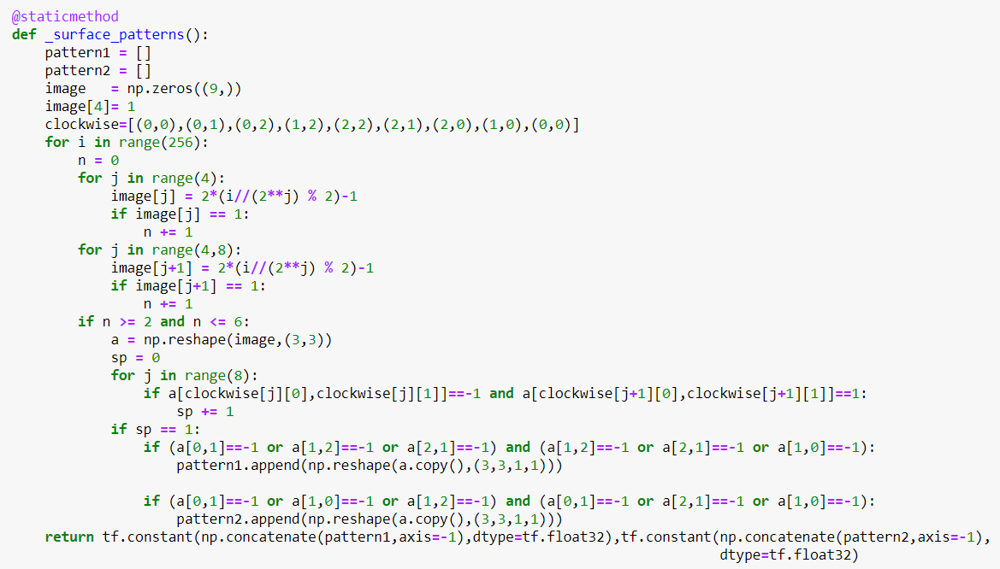 @staticmethod
def _surface_patterns():
    pattern1 = []
    pattern2 = []
    image   = np.zeros((9,))
    image[4]= 1
    clockwise=[(0,0),(0,1),(0,2),(1,2),(2,2),(2,1),(2,0),(1,0),(0,0)]
    for i in range(256):
        n = 0
        for j in range(4):
            image[j] = 2*(i//(2**j) % 2)-1
            if image[j] == 1:
                n += 1
        for j in range(4,8):
            image[j+1] = 2*(i//(2**j) % 2)-1
            if image[j+1] == 1:
                n += 1
        if n >= 2 and n <= 6:
            a = np.reshape(image,(3,3))
            sp = 0
            for j in range(8):
                if a[clockwise[j][0],clockwise[j][1]]==-1 and a[clockwise[j+1][0],clockwise[j+1][1]]==1:
                    sp += 1
            if sp == 1:
                if (a[0,1]==-1 or a[1,2]==-1 or a[2,1]==-1) and (a[1,2]==-1 or a[2,1]==-1 or a[1,0]==-1):
                    pattern1.append(np.reshape(a.copy(),(3,3,1,1)))

                if (a[0,1]==-1 or a[1,0]==-1 or a[1,2]==-1) and (a[0,1]==-1 or a[2,1]==-1 or a[1,0]==-1):
                    pattern2.append(np.reshape(a.copy(),(3,3,1,1)))
    return tf.constant(np.concatenate(pattern1,axis=-1),dtype=tf.float32),tf.constant(np.concatenate(pattern2,axis=-1),
                                                                                      dtype=tf.float32)